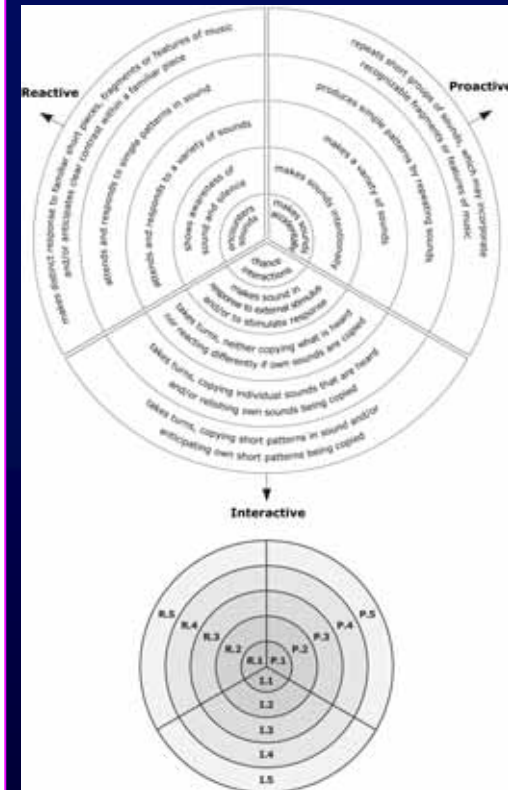 Reactive
makes distinct response to familiar short pieces, fragments or features of music
and/or anticipates clear contrast within a familiar piece
attends and responds to simple patterns in sound
attends and responds to a variety of sounds
shows awareness of
sound and silence
encounters
sounds
Proactive
repeats short groups of sounds, which may incorporate
recognizable fragments or features of music
produces simple patterns by repeating sounds
makes a variety of sounds
makes sounds intentionally
makes sounds
accidentally
chance
interactions
makes sound in
response to external stimulus
and/or to stimulate response
takes turns, neither copying what is heard
nor reacting differently if own sounds are copied
takes turns, copying individual sounds that are heard
and/or relishing own sounds being copied
takes turns, copying short patterns in sound and/or
anticipating own short patterns being copied
Interactive
R.5
R.4
R.3
R.2
R.1
P.1
P.2
P.3
P.4
P.5
I.1
I.2
I.3
I.4
I.5